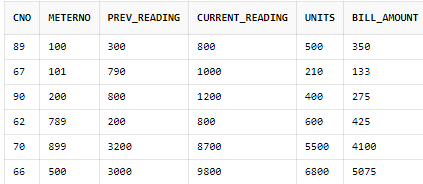 CNO METERNO PREV_READING CURRENT_READING UNITS BILL_AMOUNT
89 100 300 800 500 350
67 101 790 1000 210 133
90 200 800 1200 400 275
62 789 200 800 600 425
70 899 3200 8700 5500 4100
66 500 3000 9800 6800 5075